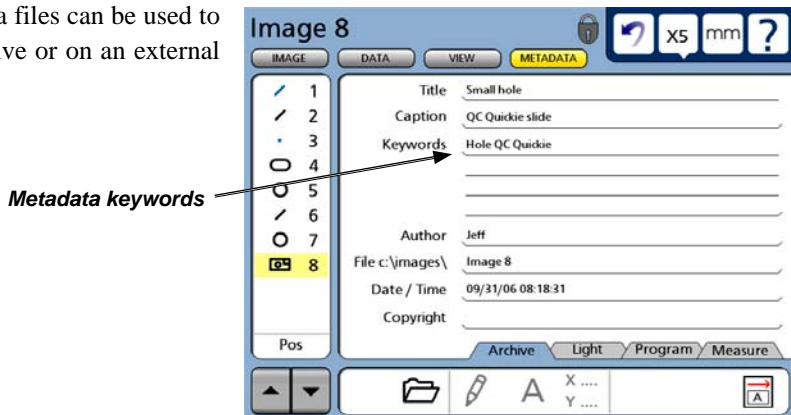 a files can be used to
ive or on an external
Metadata keywords
Image 8
X5
mm
?
IMAGE
DATA
VIEW
METADATA
1
2
3
4
5
6
7
8
Pos
Title Small hole
Caption QC Quickie slide
Keywords Hole QC Quickie
Author Jeff
File c:\images\ Image 8
Date / Time 09/31/06 08:18:31
Copyright
Archive Light Program Measure
A
X ....
Y ....
A